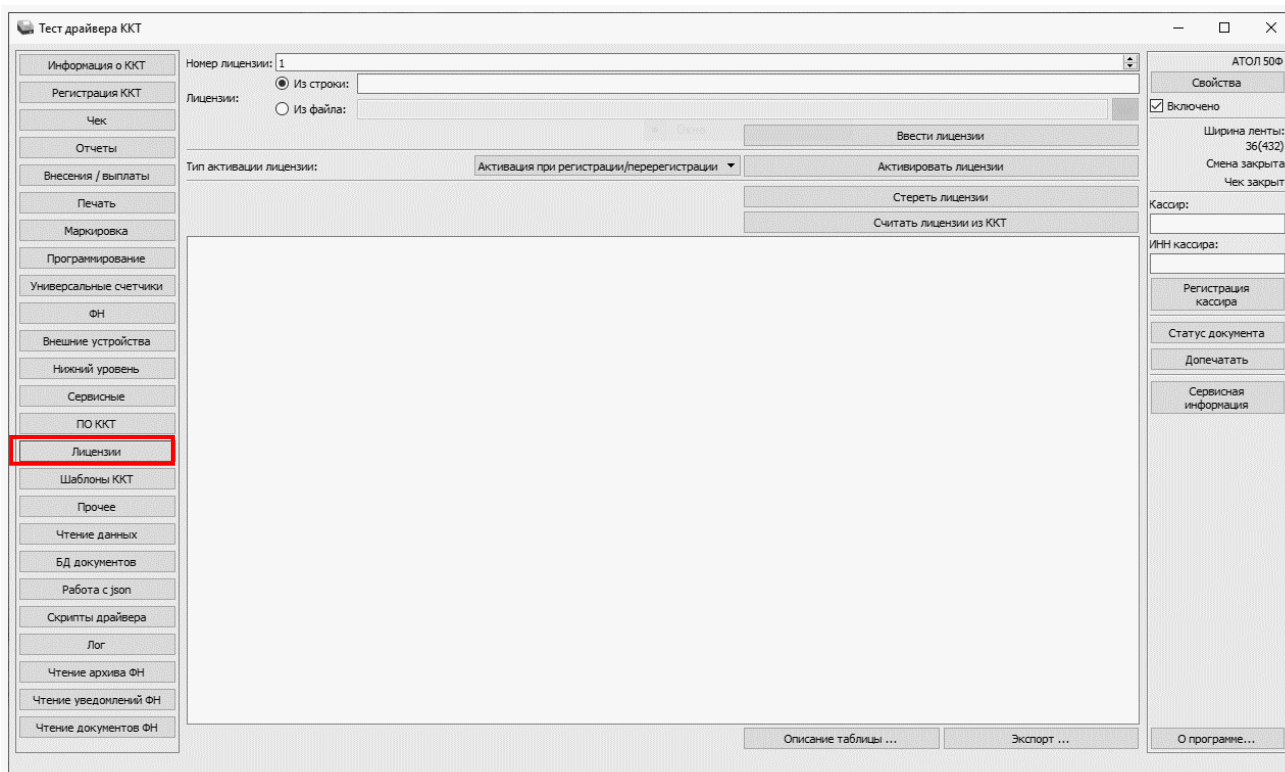 Тест драйвера ККТ
Информация о ККТ
Регистрация ККТ
Чек
Отчеты
Внесения / выплаты
Печать
Маркировка
Программирование
Универсальные счетчики
ФН
Внешние устройства
Нижний уровень
Сервисные
ПО ККТ
Лицензии
Шаблоны ККТ
Прочее
Чтение данных
БД документов
Работа с json
Скрипты драйвера
Лог
Чтение архива ФН
Чтение уведомлений ФН
Чтение документов ФН
Номер лицензии: 1
Лицензии:
Из строки:
Из файла:
Окно
Ввести лицензии
Тип активации лицензии:
Активация при регистрации/перерегистрации
Активировать лицензии
Стереть лицензии
Считать лицензии из ККТ
Описание таблицы ...
Экспорт ...
АТОЛ 50Ф
Свойства
Включено
Ширина ленты:
36(432)
Смена закрыта
Чек закрыт
Кассир:
ИНН кассира:
Регистрация
кассира
Статус документа
Допечатать
Сервисная
информация
О программе...